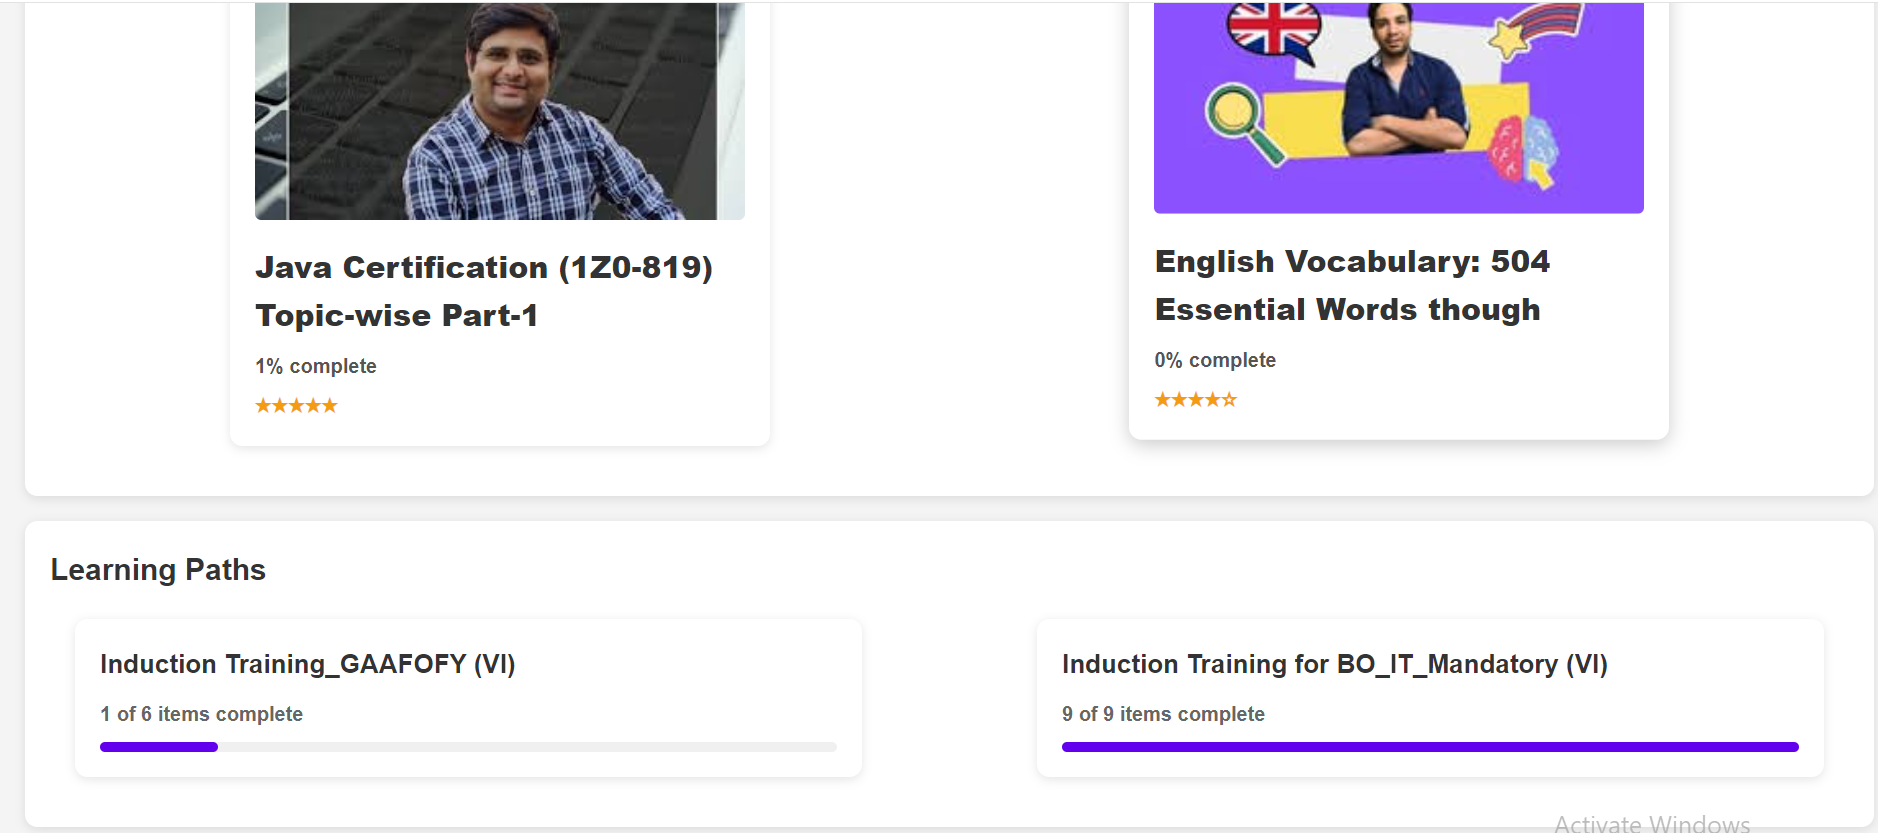 Java Certification (1Z0-819)
Topic-wise Part-1
1% complete
★★★★★
English Vocabulary: 504
Essential Words though
0% complete
★★★★☆
Learning Paths
Induction Training_GAAFOFY (VI)
1 of 6 items complete
Induction Training for BO_IT_Mandatory (VI)
9 of 9 items complete
Activate Windows